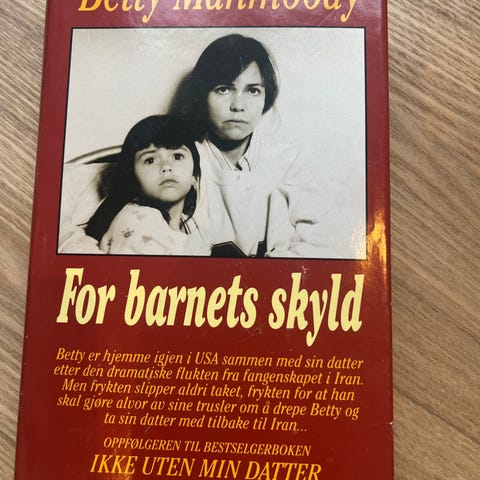 Betty Mahmoody
For barnets skyld
Betty er hjemme igjen i USA sammen med sin datter
etter den dramatiske flukten fra fangenskapet i Iran.
Men frykten slipper aldri taket, frykten for at han
skal gjøre alvor av sine trusler om å drepe Betty og
ta sin datter med tilbake til Iran...
OPPFØLGEREN TIL BESTSELGERBOKEN
IKKE UTEN MIN DATTER